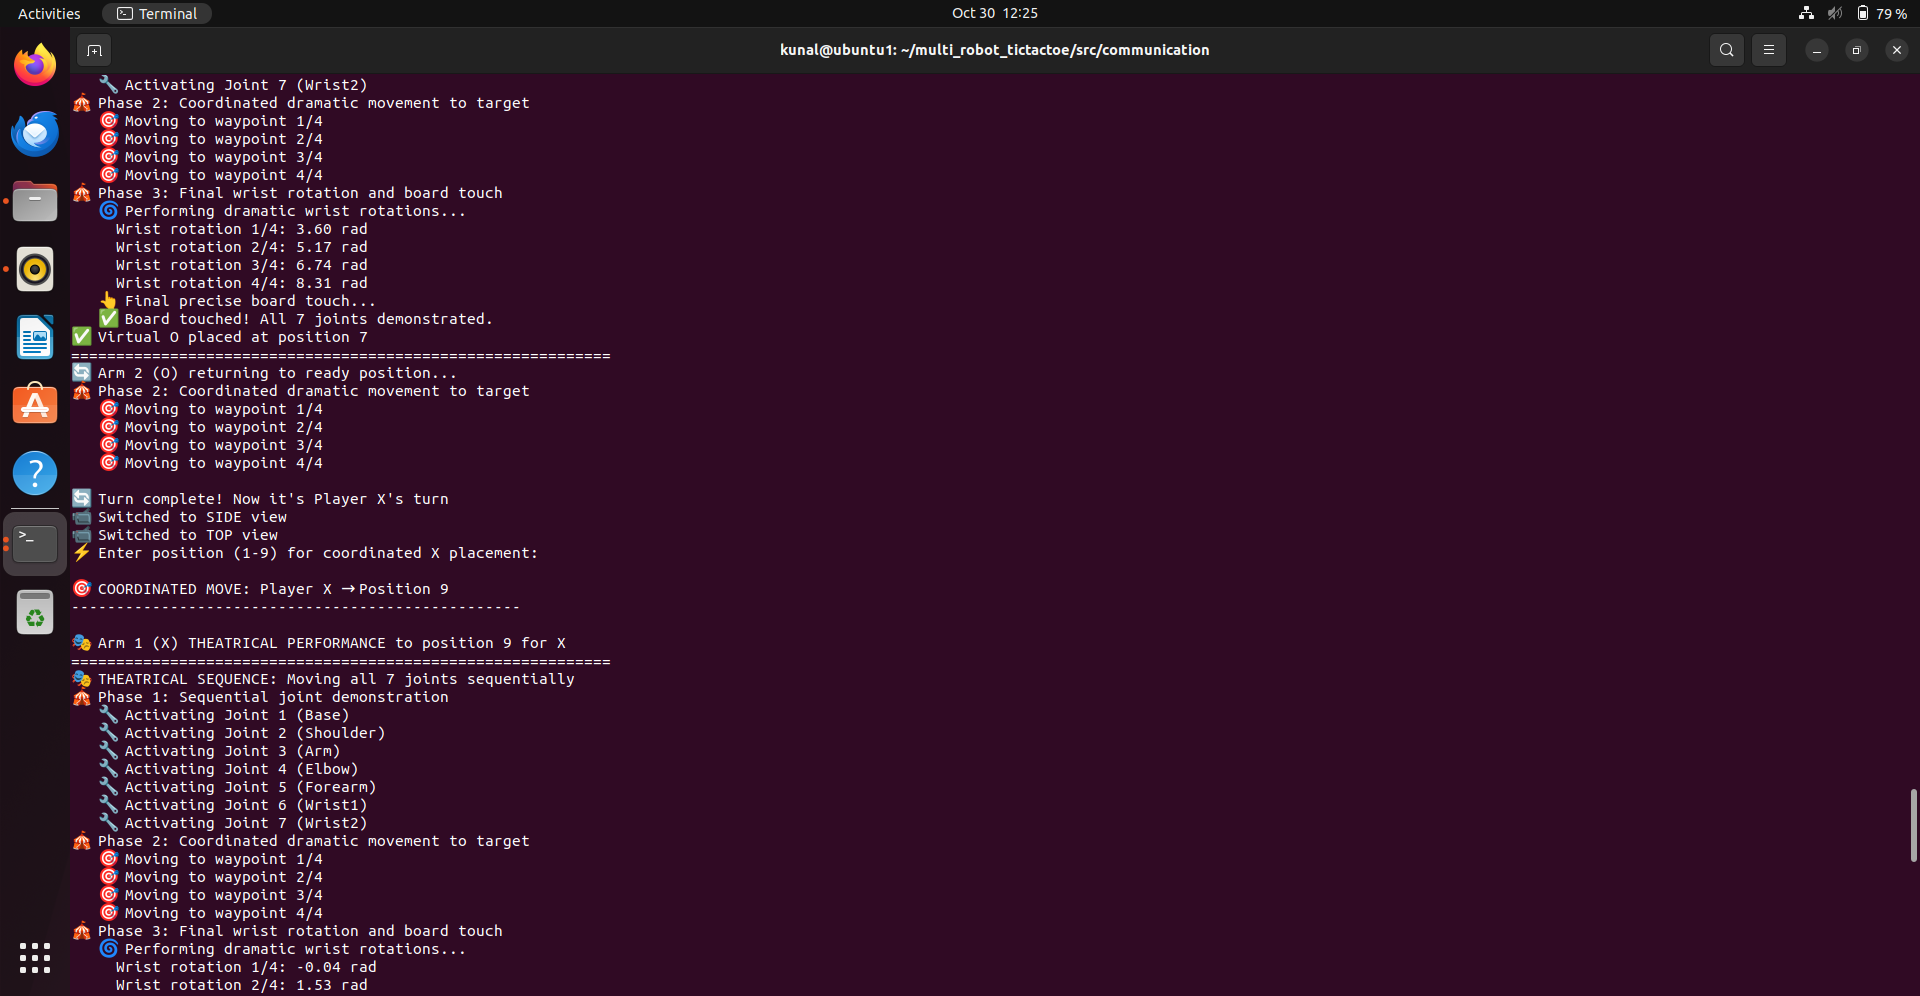 Activities
Terminal
Oct 30 12:25
79 %
kunal@ubuntu1: ~/multi_robot_tictactoe/src/communication
🔧 Activating Joint 7 (Wrist2)
🎪 Phase 2: Coordinated dramatic movement to target
🎯 Moving to waypoint 1/4
🎯 Moving to waypoint 2/4
🎯 Moving to waypoint 3/4
🎯 Moving to waypoint 4/4
🎪 Phase 3: Final wrist rotation and board touch
🌀 Performing dramatic wrist rotations...
Wrist rotation 1/4: 3.60 rad
Wrist rotation 2/4: 5.17 rad
Wrist rotation 3/4: 6.74 rad
Wrist rotation 4/4: 8.31 rad
👆 Final precise board touch...
✅ Board touched! All 7 joints demonstrated.
✅ Virtual O placed at position 7
============================================================
🔄 Arm 2 (O) returning to ready position...
🎪 Phase 2: Coordinated dramatic movement to target
🎯 Moving to waypoint 1/4
🎯 Moving to waypoint 2/4
🎯 Moving to waypoint 3/4
🎯 Moving to waypoint 4/4
🔄 Turn complete! Now it's Player X's turn
📹 Switched to SIDE view
📹 Switched to TOP view
⚡ Enter position (1-9) for coordinated X placement:
🎯 COORDINATED MOVE: Player X → Position 9
--------------------------------------------------
🎭 Arm 1 (X) THEATRICAL PERFORMANCE to position 9 for X
============================================================
🎭 THEATRICAL SEQUENCE: Moving all 7 joints sequentially
🎪 Phase 1: Sequential joint demonstration
🔧 Activating Joint 1 (Base)
🔧 Activating Joint 2 (Shoulder)
🔧 Activating Joint 3 (Arm)
🔧 Activating Joint 4 (Elbow)
🔧 Activating Joint 5 (Forearm)
🔧 Activating Joint 6 (Wrist1)
🔧 Activating Joint 7 (Wrist2)
🎪 Phase 2: Coordinated dramatic movement to target
🎯 Moving to waypoint 1/4
🎯 Moving to waypoint 2/4
🎯 Moving to waypoint 3/4
🎯 Moving to waypoint 4/4
🎪 Phase 3: Final wrist rotation and board touch
🌀 Performing dramatic wrist rotations...
Wrist rotation 1/4: -0.04 rad
Wrist rotation 2/4: 1.53 rad